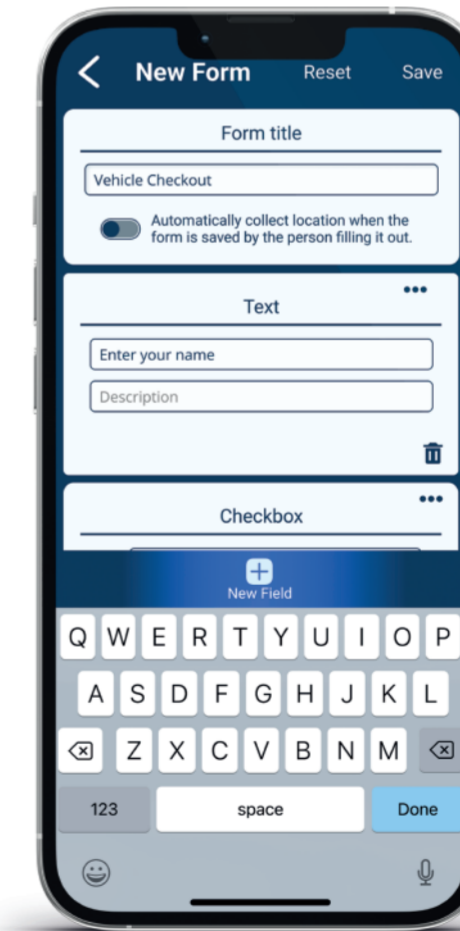 New Form Reset Save
Form title
Vehicle Checkout
Automatically collect location when the
form is saved by the person filling it out.
Text
Enter your name
Description
Checkbox
New Field
Q W E R T Y U I O P
A S D F G H J K L
Z X C V B N M
123 space Done